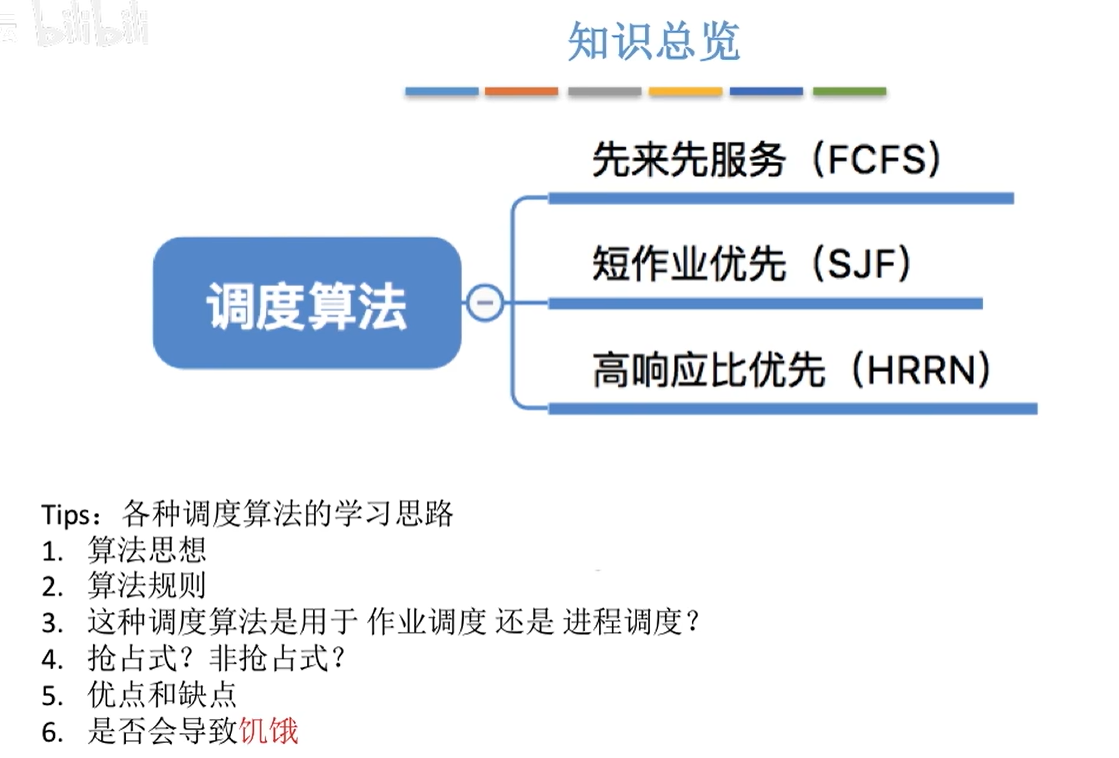 bilibili
知识总览
先来先服务（FCFS）
短作业优先（SJF）
调度算法
高响应比优先（HRRN）
Tips：各种调度算法的学习思路
1. 算法思想
2. 算法规则
3. 这种调度算法是用于 作业调度 还是 进程调度？
4. 抢占式？非抢占式？
5. 优点和缺点
6. 是否会导致饥饿